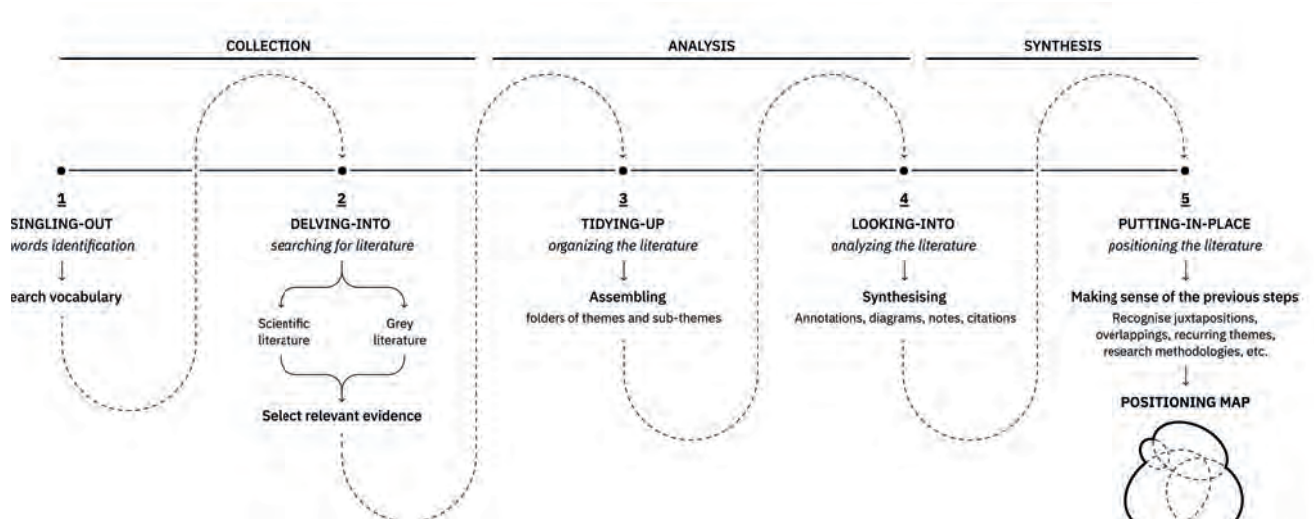 COLLECTION
ANALYSIS
SYNTHESIS
1
SINGLING-OUT
words identification
earch vocabulary
2
DELVING-INTO
searching for literature
Scientific
literature
Grey
literature
Select relevant evidence
3
TIDYING-UP
organizing the literature
Assembling
folders of themes and sub-themes
4
LOOKING-INTO
analyzing the literature
Synthesising
Annotations, diagrams, notes, citations
5
PUTTING-IN-PLACE
positioning the literature
Making sense of the previous steps
Recognise juxtapositions,
overlappings, recurring themes,
research methodologies, etc.
POSITIONING MAP